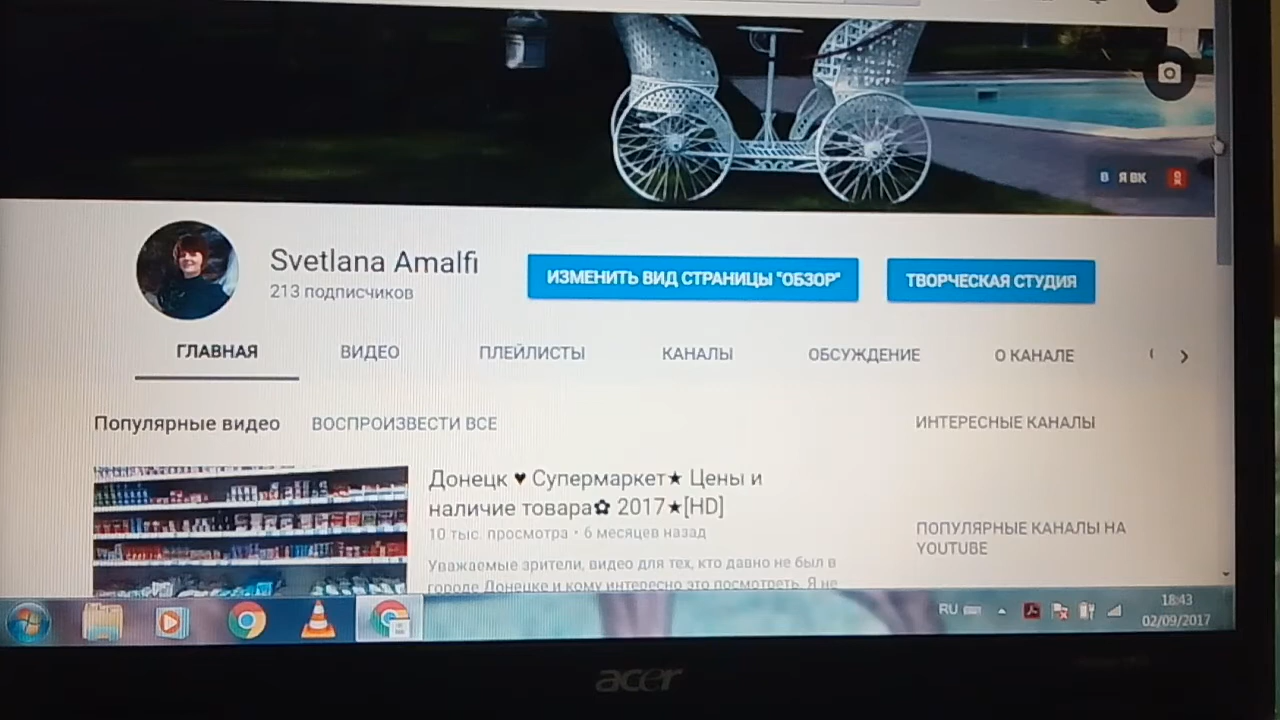 В Я ВК
Svetlana Amalfi
213 подписчиков
ИЗМЕНИТЬ ВИД СТРАНИЦЫ "ОБЗОР"
ТВОРЧЕСКАЯ СТУДИЯ
ГЛАВНАЯ ВИДЕО ПЛЕЙЛИСТЫ КАНАЛЫ ОБСУЖДЕНИЕ О КАНАЛЕ
Популярные видео ВОСПРОИЗВЕСТИ ВСЕ
ИНТЕРЕСНЫЕ КАНАЛЫ
Донецк ♥ Супермаркет★ Цены и
наличие товара✿ 2017★[HD]
10 тыс. просмотра • 6 месяцев назад
Уважаемые зрители, видео для тех, кто давно не был в
городе Донецке и кому интересно это посмотреть. Я не
ПОПУЛЯРНЫЕ КАНАЛЫ НА
YOUTUBE
RU
18:43
02/09/2017
acer